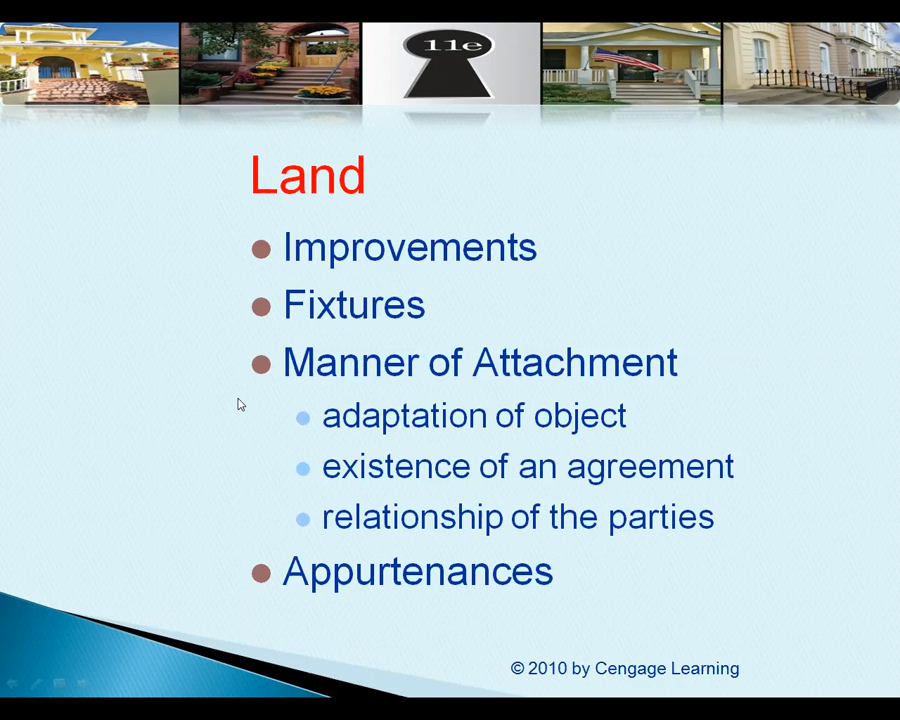 11e
Land
Improvements
Fixtures
Manner of Attachment
adaptation of object
existence of an agreement
relationship of the parties
Appurtenances
© 2010 by Cengage Learning